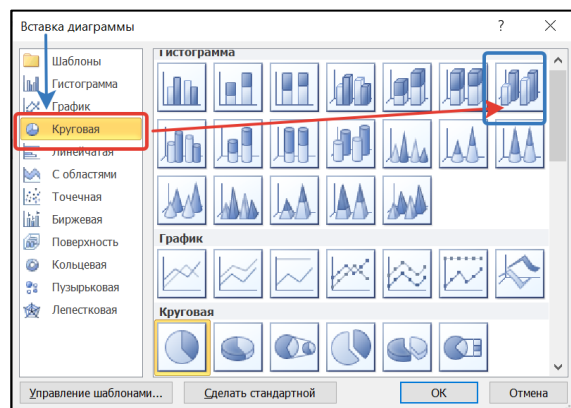 Вставка диаграммы
?
Шаблоны
Гистограмма
График
Круговая
Линейчатая
С областями
Точечная
Биржевая
Поверхность
Кольцевая
Пузырьковая
Лепестковая
Гистограмма
График
Круговая
Управление шаблонами...
Сделать стандартной
ОК
Отмена